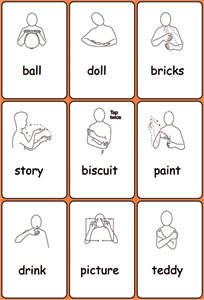 ball
doll
bricks
Tap
twice
story
biscuit
paint
drink
picture
teddy